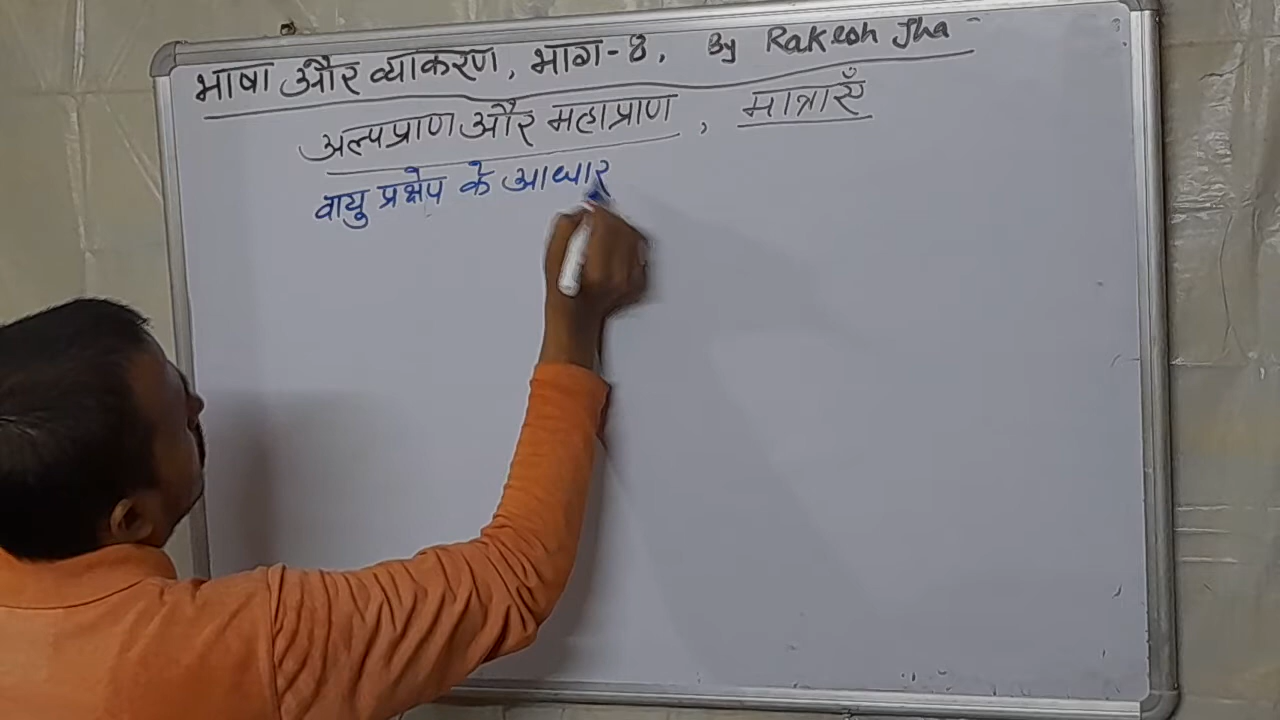 भाषा और व्याकरण, भाग-8. By Rakesh Jha
अल्पप्राण और महाप्राण, मात्राएँ
वायु प्रक्षेप के आधार